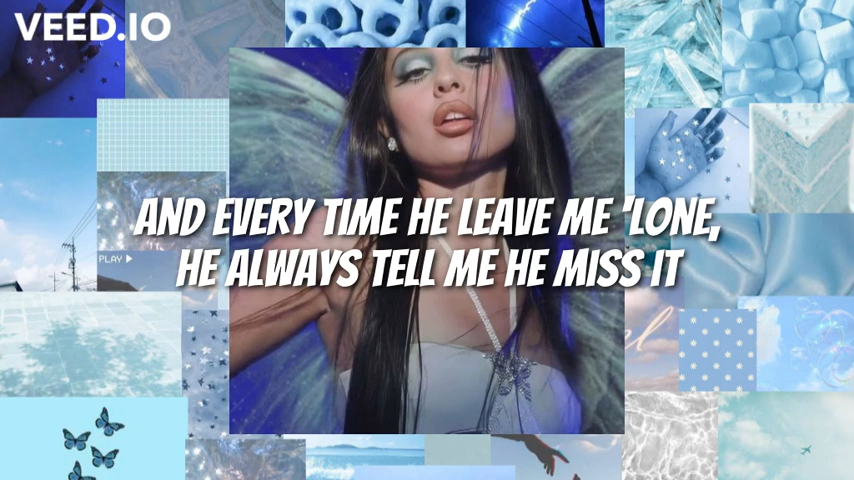 VEED.IO
AND EVERY TIME HE LEAVE ME 'LONE,
HE ALWAYS TELL ME HE MISS IT
PLAY